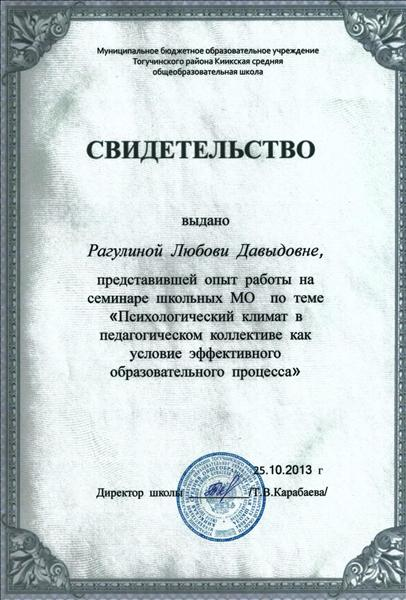 Муниципальное бюджетное образовательное учреждение
Тогучинского района Киикская средняя
общеобразовательная школа
СВИДЕТЕЛЬСТВО
выдано
Рагулиной Любови Давыдовне,
представившей опыт работы на
семинаре школьных МО по теме
«Психологический климат в
педагогическом коллективе как
условие эффективного
образовательного процесса»
25.10.2013 г
Директор школы /Т.В.Карабаева/